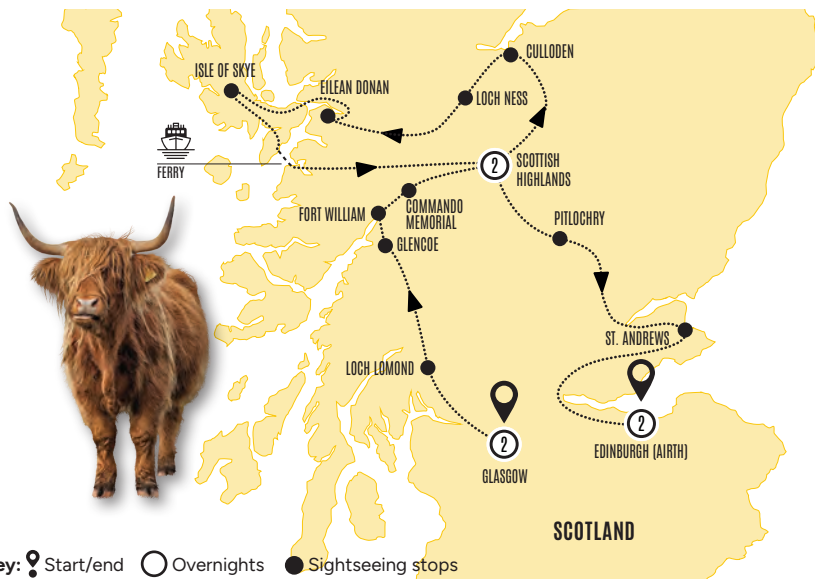 CULLODEN
ISLE OF SKYE
EILEAN DONAN
LOCH NESS
FERRY
2
SCOTTISH
HIGHLANDS
COMMANDO
MEMORIAL
FORT WILLIAM
GLENCOE
PITLOCHRY
ST. ANDREWS
LOCH LOMOND
2
GLASGOW
2
EDINBURGH (AIRTH)
SCOTLAND
ey: Start/end Overnights Sightseeing stops